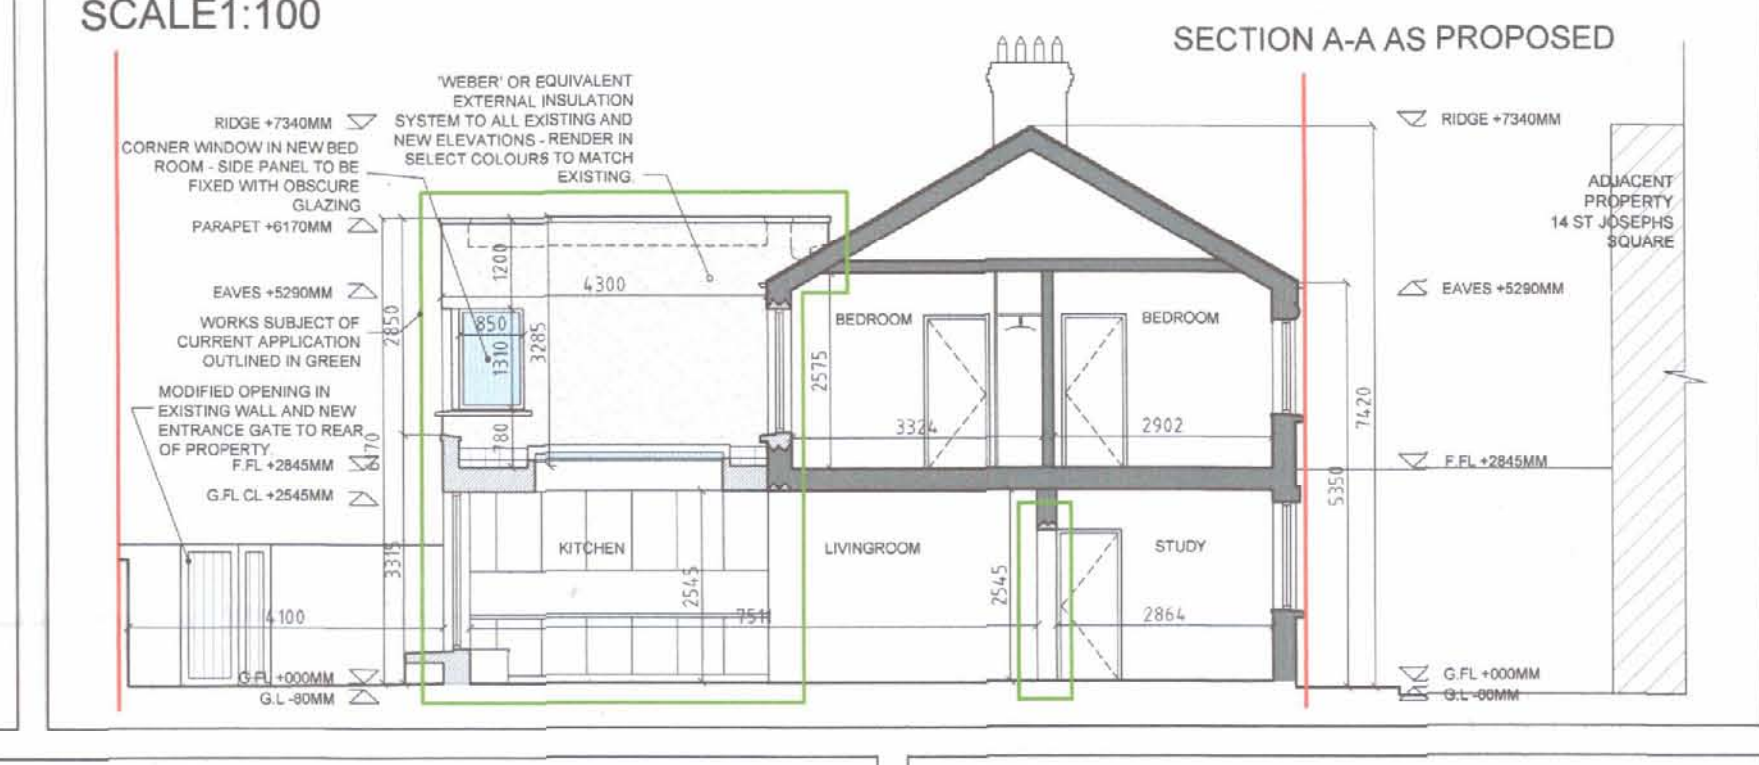 SCALE1:100
SECTION A-A AS PROPOSED
'WEBER' OR EQUIVALENT
EXTERNAL INSULATION
SYSTEM TO ALL EXISTING AND
NEW ELEVATIONS - RENDER IN
SELECT COLOURS TO MATCH
EXISTING.
RIDGE +7340MM
CORNER WINDOW IN NEW BED
ROOM - SIDE PANEL TO BE
FIXED WITH OBSCURE
GLAZING
PARAPET +6170MM
EAVES +5290MM
WORKS SUBJECT OF
CURRENT APPLICATION
OUTLINED IN GREEN
MODIFIED OPENING IN
EXISTING WALL AND NEW
ENTRANCE GATE TO REAR
OF PROPERTY.
F.FL +2845MM
G.FL CL +2545MM
G.FL +000MM
G.L -80MM
2850
3315
4100
1200
4300
850
1310
3285
780
KITCHEN
2545
7511
LIVINGROOM
2545
BEDROOM
2575
3324
BEDROOM
2902
STUDY
2864
5350
7420
RIDGE +7340MM
EAVES +5290MM
F.FL +2845MM
G.FL +000MM
ADJACENT
PROPERTY
14 ST JOSEPHS
SQUARE